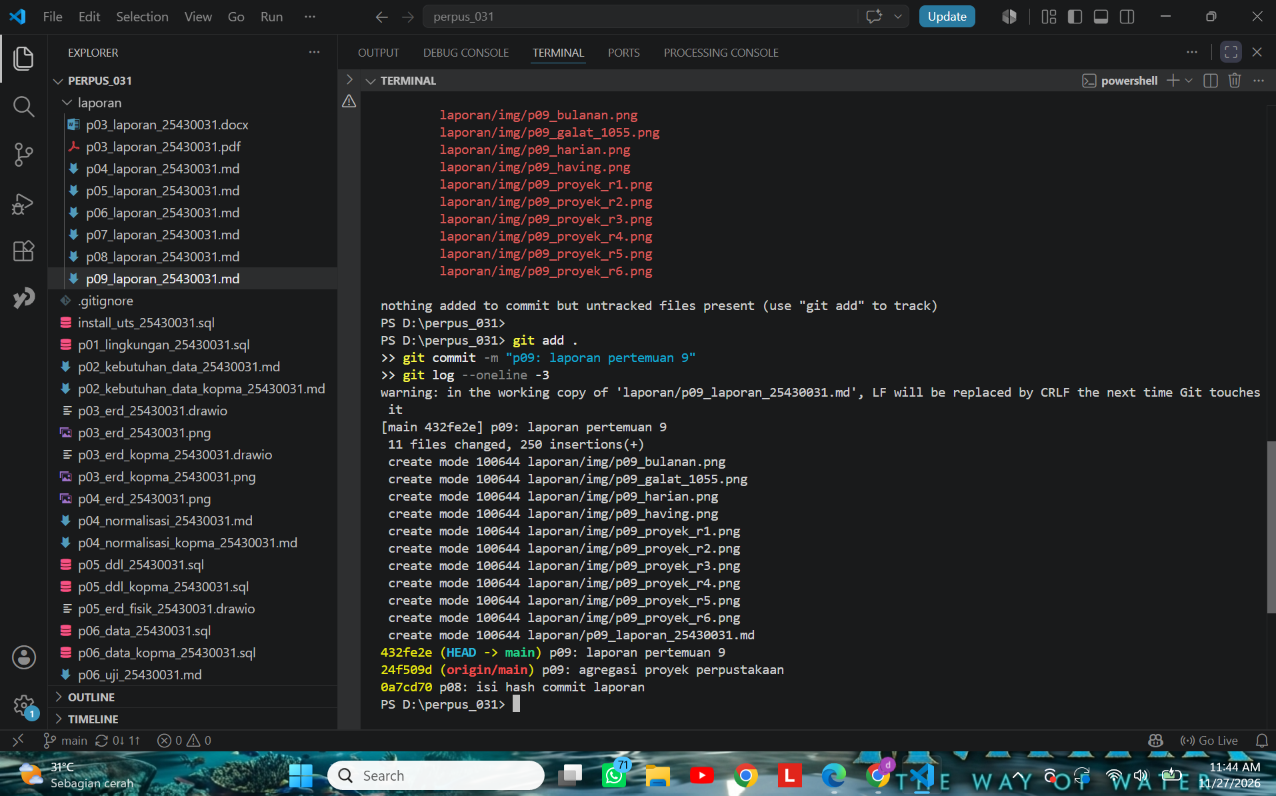 File Edit Selection View Go Run ···
perpus_031
Update
EXPLORER ···
PERPUS_031
laporan
p03_laporan_25430031.docx
p03_laporan_25430031.pdf
p04_laporan_25430031.md
p05_laporan_25430031.md
p06_laporan_25430031.md
p07_laporan_25430031.md
p08_laporan_25430031.md
p09_laporan_25430031.md
.gitignore
install_uts_25430031.sql
p01_lingkungan_25430031.sql
p02_kebutuhan_data_25430031.md
p02_kebutuhan_data_kopma_25430031.md
p03_erd_25430031.drawio
p03_erd_25430031.png
p03_erd_kopma_25430031.drawio
p03_erd_kopma_25430031.png
p04_erd_25430031.png
p04_normalisasi_25430031.md
p04_normalisasi_kopma_25430031.md
p05_ddl_25430031.sql
p05_ddl_kopma_25430031.sql
p05_erd_fisik_25430031.drawio
p06_data_25430031.sql
p06_data_kopma_25430031.sql
p06_uji_25430031.md
OUTLINE
TIMELINE
1
OUTPUT DEBUG CONSOLE TERMINAL PORTS PROCESSING CONSOLE
TERMINAL
powershell
laporan/img/p09_bulanan.png
laporan/img/p09_galat_1055.png
laporan/img/p09_harian.png
laporan/img/p09_having.png
laporan/img/p09_proyek_r1.png
laporan/img/p09_proyek_r2.png
laporan/img/p09_proyek_r3.png
laporan/img/p09_proyek_r4.png
laporan/img/p09_proyek_r5.png
laporan/img/p09_proyek_r6.png
nothing added to commit but untracked files present (use "git add" to track)
PS D:\perpus_031>
PS D:\perpus_031> git add .
>> git commit -m "p09: laporan pertemuan 9"
>> git log --oneline -3
warning: in the working copy of 'laporan/p09_laporan_25430031.md', LF will be replaced by CRLF the next time Git touches
it
[main 432fe2e] p09: laporan pertemuan 9
11 files changed, 250 insertions(+)
create mode 100644 laporan/img/p09_bulanan.png
create mode 100644 laporan/img/p09_galat_1055.png
create mode 100644 laporan/img/p09_harian.png
create mode 100644 laporan/img/p09_having.png
create mode 100644 laporan/img/p09_proyek_r1.png
create mode 100644 laporan/img/p09_proyek_r2.png
create mode 100644 laporan/img/p09_proyek_r3.png
create mode 100644 laporan/img/p09_proyek_r4.png
create mode 100644 laporan/img/p09_proyek_r5.png
create mode 100644 laporan/img/p09_proyek_r6.png
create mode 100644 laporan/p09_laporan_25430031.md
432fe2e (HEAD -> main) p09: laporan pertemuan 9
24f509d (origin/main) p09: agregasi proyek perpustakaan
0a7cd70 p08: isi hash commit laporan
PS D:\perpus_031>
main 0↓ 1↑ 0 0
Go Live
31°C
Sebagian cerah
Search
71
L
d
THE WAY OF WATER
11:44 AM
11/27/2026